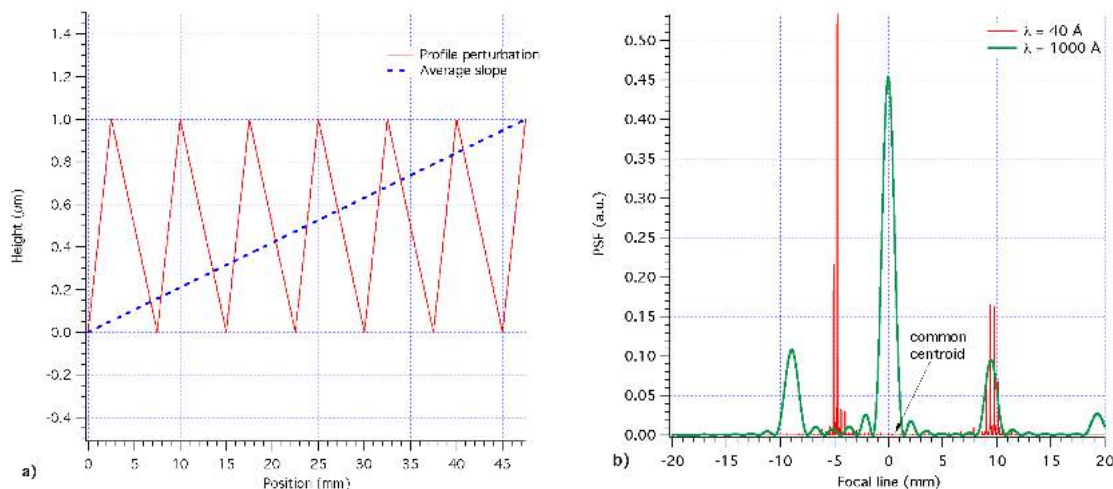 1.4
1.2
1.0
0.8
0.6
0.4
0.2
0.0
-0.2
-0.4
Height (μm)
Profile perturbation
Average slope
0 5 10 15 20 25 30 35 40 45
Position (mm)
a)
0.50
0.45
0.40
0.35
0.30
0.25
0.20
0.15
0.10
0.05
0.00
PSF (a.u.)
λ = 40 Å
λ = 1000 Å
common
centroid
-20 -15 -10 -5 0 5 10 15 20
Focal line (mm)
b)